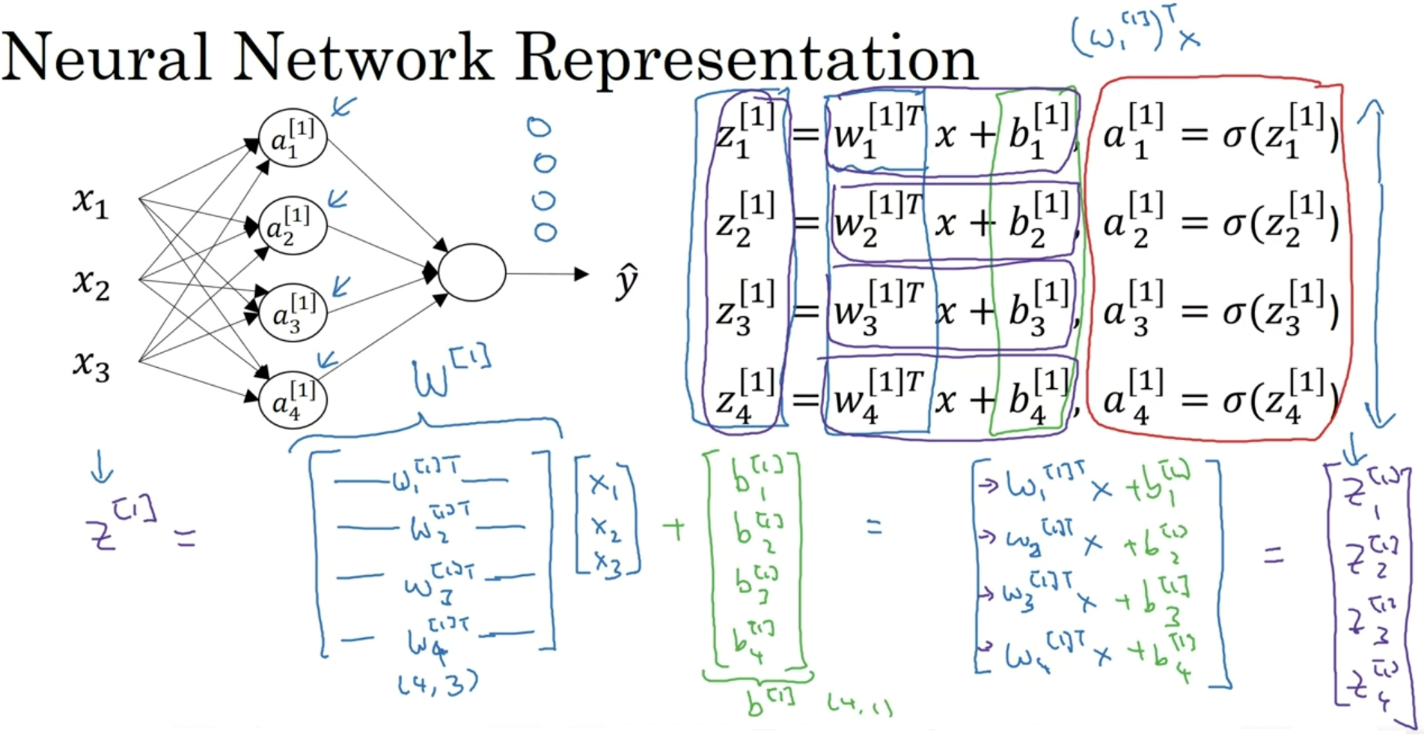 Neural Network Representation
(w₁^[1])^T x
x₁
x₂
x₃
a₁^[1]
a₂^[1]
a₃^[1]
a₄^[1]
ŷ
z₁^[1] = w₁^[1]T x + b₁^[1], a₁^[1] = σ(z₁^[1])
z₂^[1] = w₂^[1]T x + b₂^[1], a₂^[1] = σ(z₂^[1])
z₃^[1] = w₃^[1]T x + b₃^[1], a₃^[1] = σ(z₃^[1])
z₄^[1] = w₄^[1]T x + b₄^[1], a₄^[1] = σ(z₄^[1])
W^[1]
z^[1] =
w₁^[1]T
w₂^[1]T
w₃^[1]T
w₄^[1]T
(4,3)
x₁
x₂
x₃
+
b₁^[1]
b₂^[1]
b₃^[1]
b₄^[1]
b^[1] (4,1)
=
→ w₁^[1]T x + b₁^[1]
→ w₂^[1]T x + b₂^[1]
→ w₃^[1]T x + b₃^[1]
→ w₄^[1]T x + b₄^[1]
=
z₁^[1]
z₂^[1]
z₃^[1]
z₄^[1]